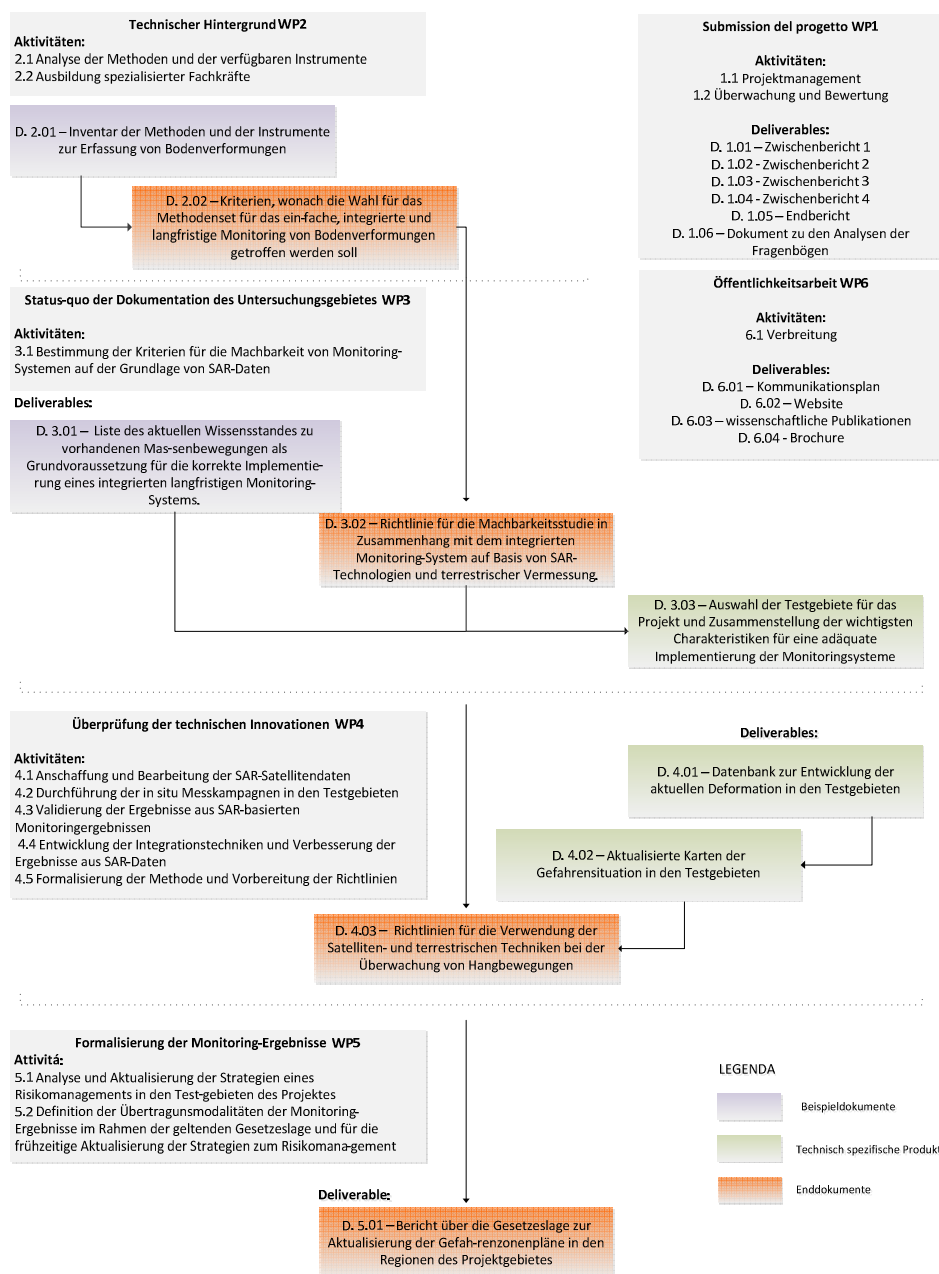 Technischer Hintergrund WP2
Aktivitäten:
2.1 Analyse der Methoden und der verfügbaren Instrumente
2.2 Ausbildung spezialisierter Fachkräfte
D. 2.01 – Inventar der Methoden und der Instrumente
zur Erfassung von Bodenverformungen
D. 2.02 – Kriterien, wonach die Wahl für das
Methodenset für das ein-fache, integrierte und
langfristige Monitoring von Bodenverformungen
getroffen werden soll
Submission del progetto WP1
Aktivitäten:
1.1 Projektmanagement
1.2 Überwachung und Bewertung
Deliverables:
D. 1.01 – Zwischenbericht 1
D. 1.02 - Zwischenbericht 2
D. 1.03 - Zwischenbericht 3
D. 1.04 - Zwischenbericht 4
D. 1.05 – Endbericht
D. 1.06 – Dokument zu den Analysen der
Fragenbögen
Öffentlichkeitsarbeit WP6
Aktivitäten:
6.1 Verbreitung
Deliverables:
D. 6.01 – Kommunikationsplan
D. 6.02 – Website
D. 6.03 – wissenschaftliche Publikationen
D. 6.04 - Brochure
Status-quo der Dokumentation des Untersuchungsgebietes WP3
Aktivitäten:
3.1 Bestimmung der Kriterien für die Machbarkeit von Monitoring-
Systemen auf der Grundlage von SAR-Daten
Deliverables:
D. 3.01 – Liste des aktuellen Wissensstandes zu
vorhandenen Mas-senbewegungen als
Grundvoraussetzung für die korrekte Implementie-
rung eines integrierten langfristigen Monitoring-
Systems.
D. 3.02 – Richtlinie für die Machbarkeitsstudie in
Zusammenhang mit dem integrierten
Monitoring-System auf Basis von SAR-
Technologien und terrestrischer Vermessung.
D. 3.03 – Auswahl der Testgebiete für das
Projekt und Zusammenstellung der wichtigsten
Charakteristiken für eine adäquate
Implementierung der Monitoringsysteme
Überprüfung der technischen Innovationen WP4
Aktivitäten:
4.1 Anschaffung und Bearbeitung der SAR-Satellitendaten
4.2 Durchführung der in situ Messkampagnen in den Testgebieten
4.3 Validierung der Ergebnisse aus SAR-basierten
Monitoringergebnissen
4.4 Entwicklung der Integrationstechniken und Verbesserung der
Ergebnisse aus SAR-Daten
4.5 Formalisierung der Methode und Vorbereitung der Richtlinien
Deliverables:
D. 4.01 – Datenbank zur Entwicklung der
aktuellen Deformation in den Testgebieten
D. 4.02 – Aktualisierte Karten der
Gefahrensituation in den Testgebieten
D. 4.03 – Richtlinien für die Verwendung der
Satelliten- und terrestrischen Techniken bei der
Überwachung von Hangbewegungen
Formalisierung der Monitoring-Ergebnisse WP5
Attivitá:
5.1 Analyse und Aktualisierung der Strategien eines
Risikomanagements in den Test-gebieten des Projektes
5.2 Definition der Übertragunsmodalitäten der Monitoring-
Ergebnisse im Rahmen der geltenden Gesetzeslage und für die
frühzeitige Aktualisierung der Strategien zum Risikomana-gement
Deliverable:
D. 5.01 – Bericht über die Gesetzeslage zur
Aktualisierung der Gefah-renzonenpläne in den
Regionen des Projektgebietes
LEGENDA
Beispieldokumente
Technisch spezifische Produkt
Enddokumente